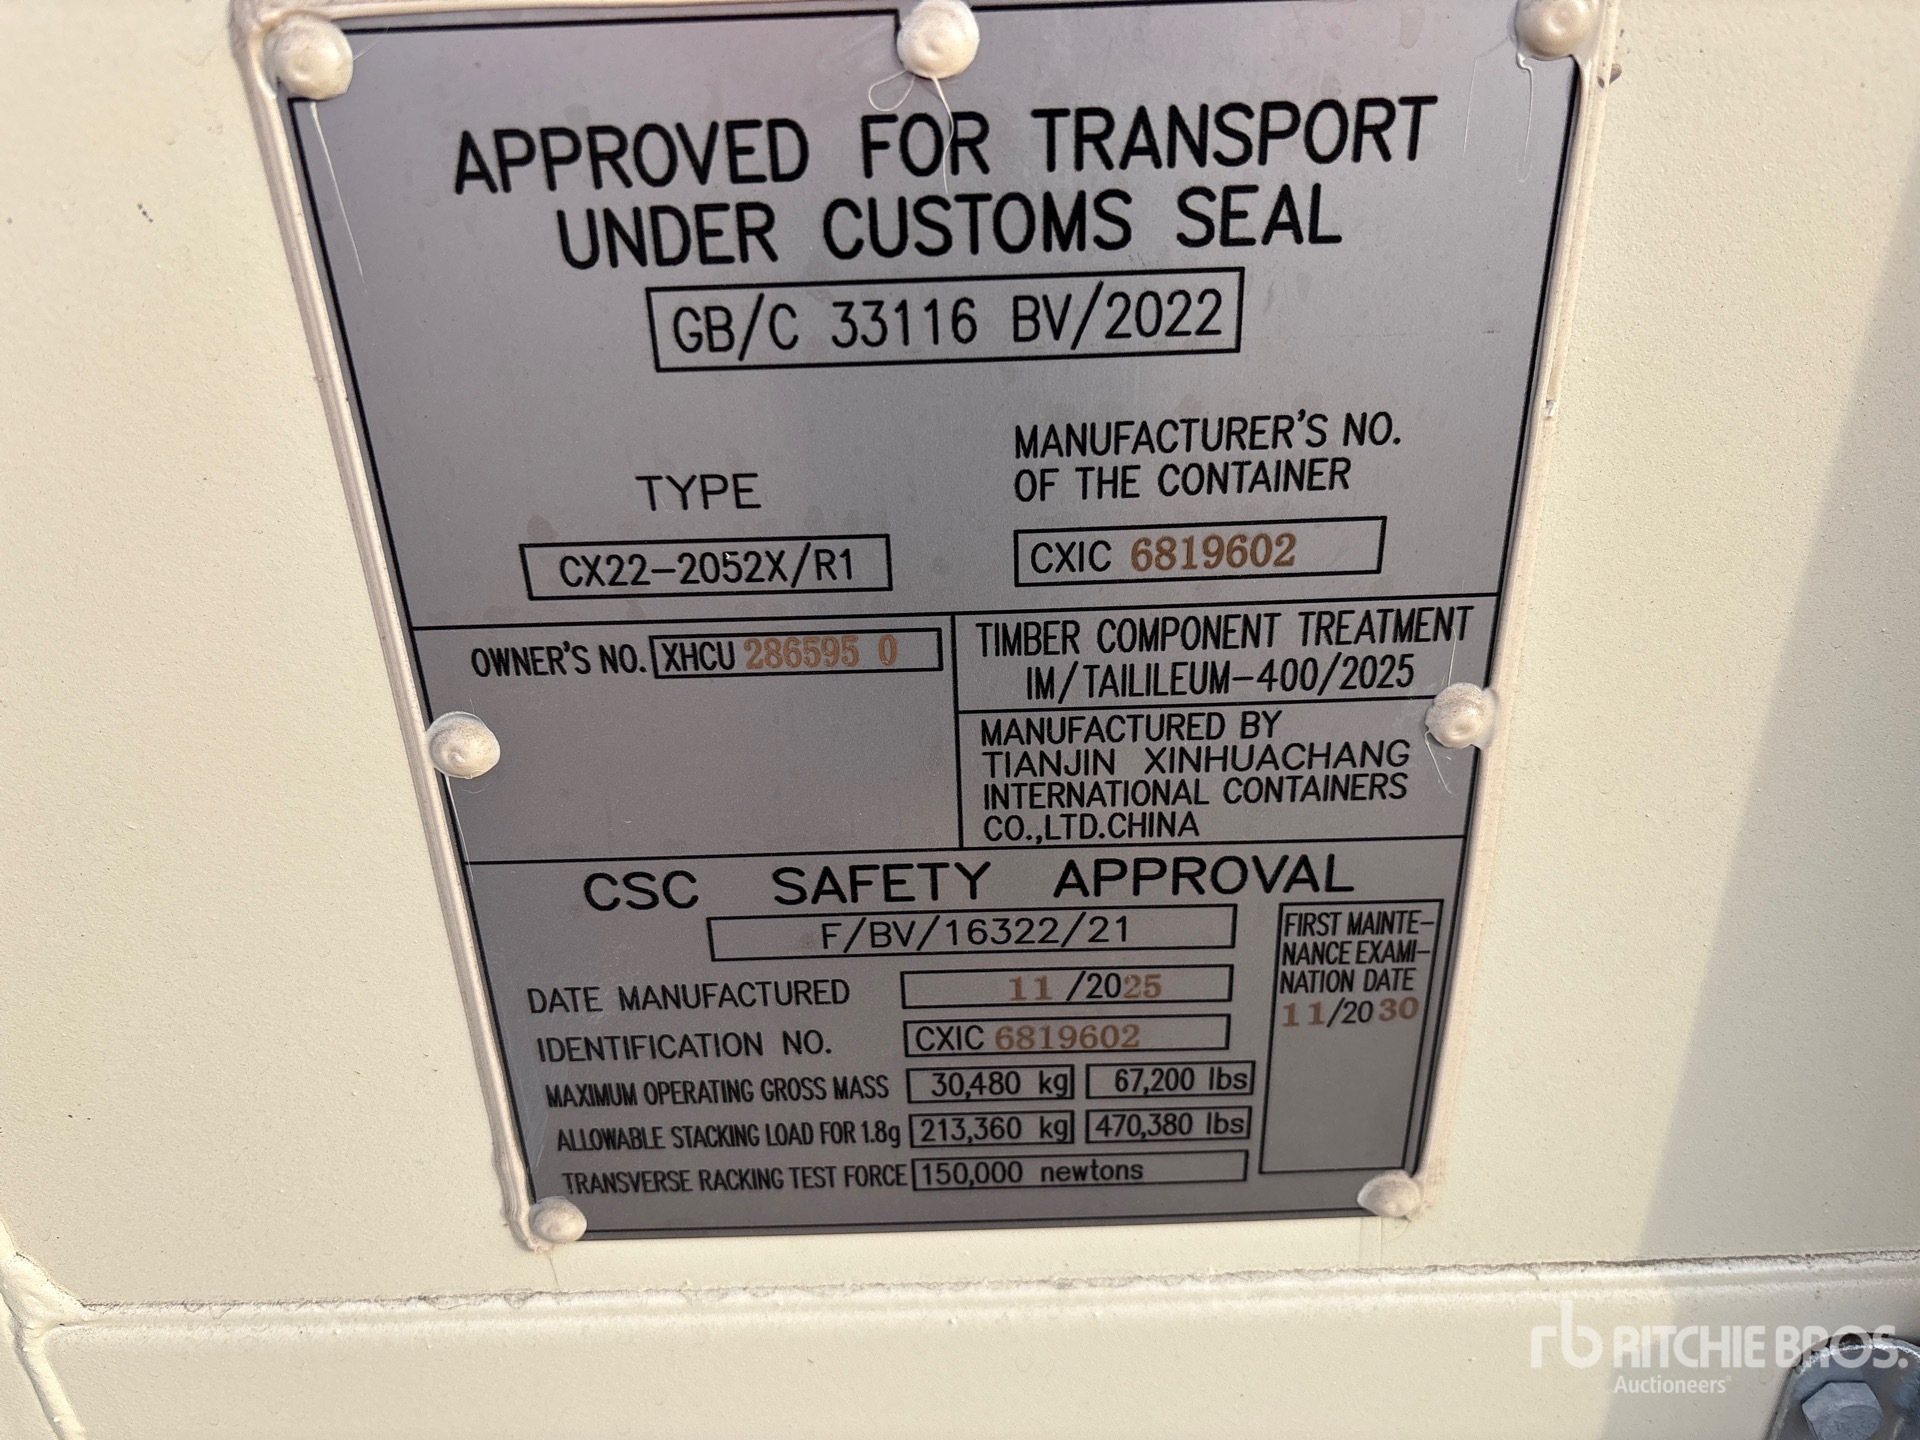 APPROVED FOR TRANSPORT
UNDER CUSTOMS SEAL
GB/C 33116 BV/2022
TYPE
CX22-2052X/R1
MANUFACTURER'S NO.
OF THE CONTAINER
CXIC 6819602
OWNER'S NO. XHCU 286595 0
TIMBER COMPONENT TREATMENT
IM/TAILILEUM-400/2025
MANUFACTURED BY
TIANJIN XINHUACHANG
INTERNATIONAL CONTAINERS
CO.,LTD.CHINA
CSC SAFETY APPROVAL
F/BV/16322/21
DATE MANUFACTURED 11/2025
IDENTIFICATION NO. CXIC 6819602
MAXIMUM OPERATING GROSS MASS 30,480 kg 67,200 lbs
ALLOWABLE STACKING LOAD FOR 1.8g 213,360 kg 470,380 lbs
TRANSVERSE RACKING TEST FORCE 150,000 newtons
FIRST MAINTE-
NANCE EXAMI-
NATION DATE
11/2030
rb RITCHIE BROS.
Auctioneers